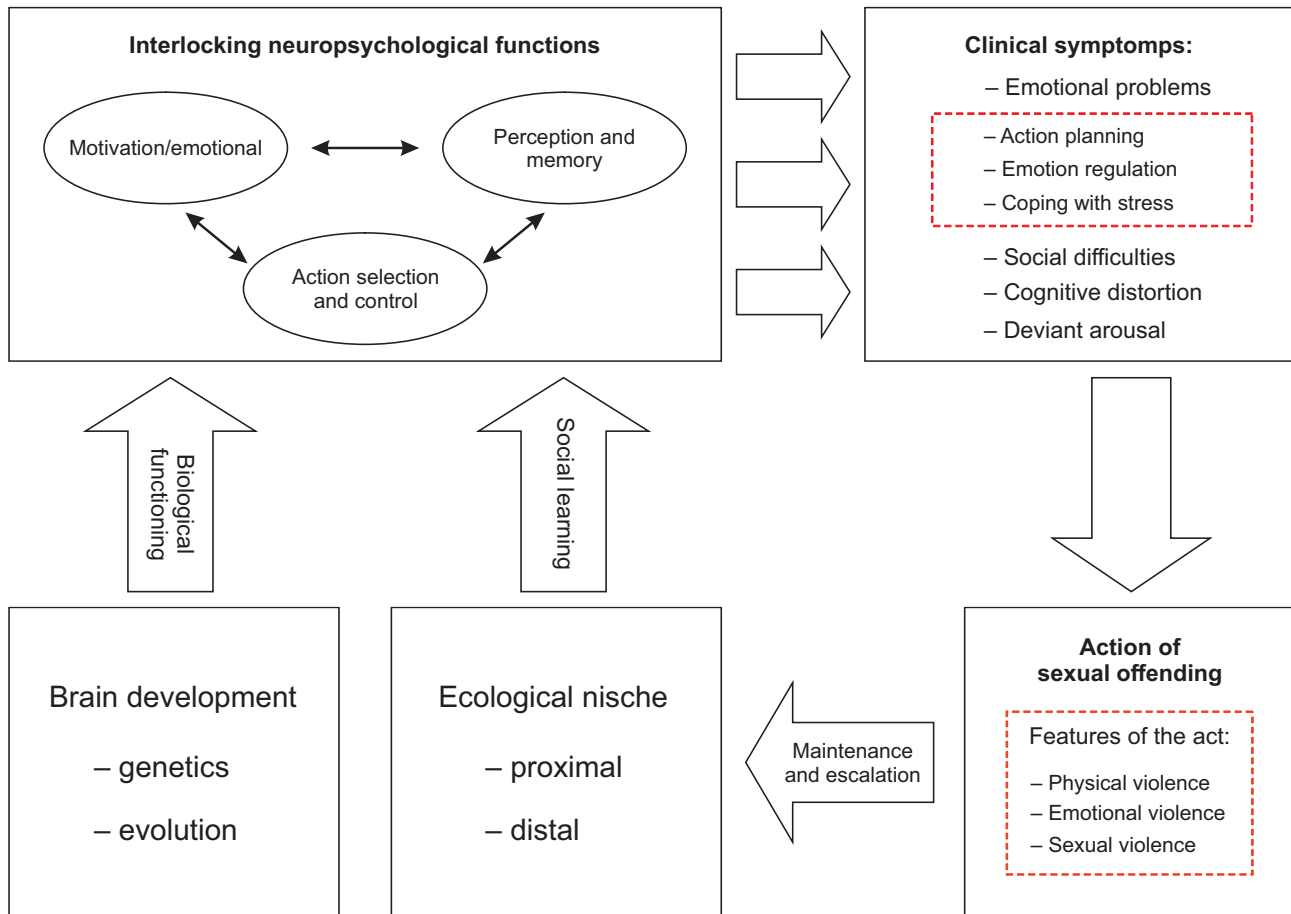 Interlocking neuropsychological functions
Motivation/emotional
Perception and
memory
Action selection
and control
Clinical symptomps:
– Emotional problems
– Action planning
– Emotion regulation
– Coping with stress
– Social difficulties
– Cognitive distortion
– Deviant arousal
Biological
functioning
Social learning
Brain development
– genetics
– evolution
Ecological nische
– proximal
– distal
Maintenance
and escalation
Action of
sexual offending
Features of the act:
– Physical violence
– Emotional violence
– Sexual violence